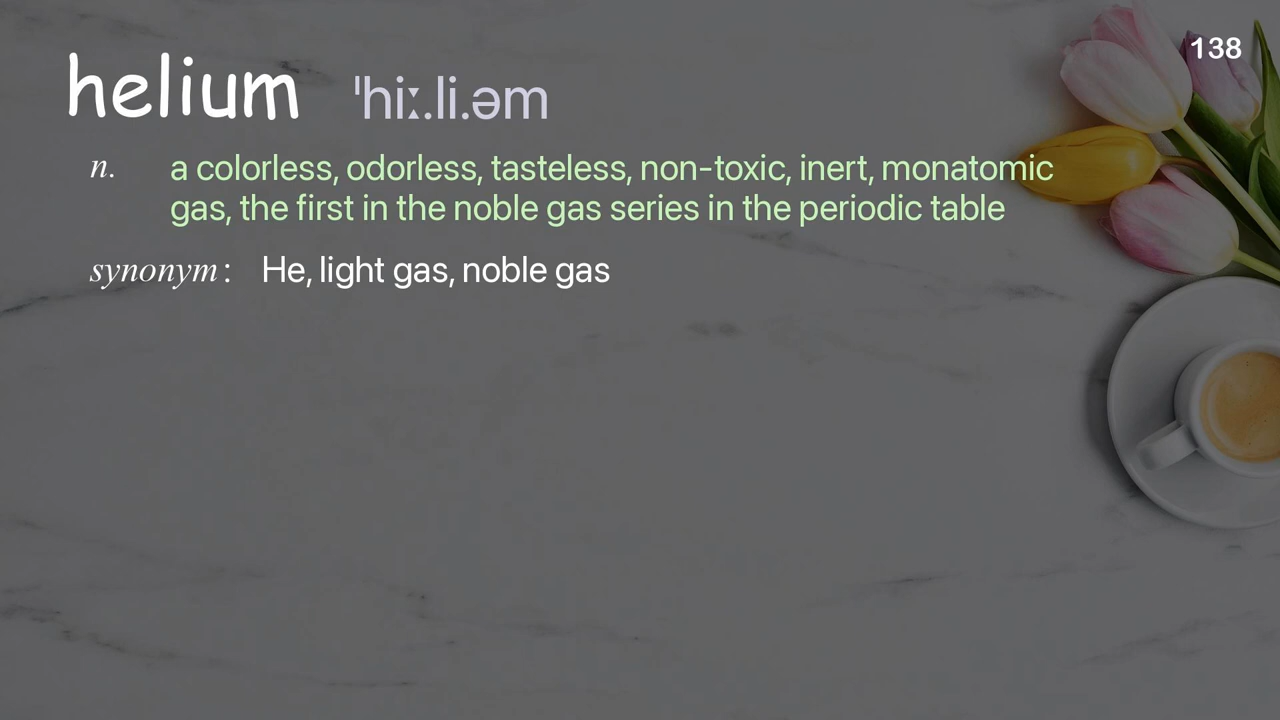 138
helium ˈhiː.li.əm
n. a colorless, odorless, tasteless, non-toxic, inert, monatomic
gas, the first in the noble gas series in the periodic table
synonym: He, light gas, noble gas